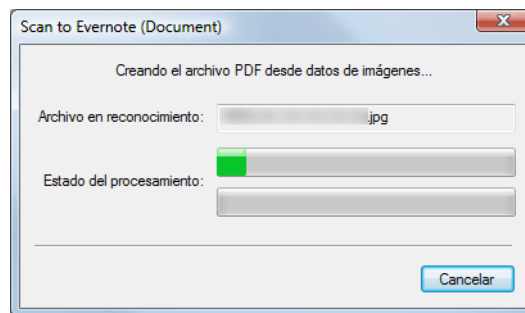 Scan to Evernote (Document)
Creando el archivo PDF desde datos de imágenes...
Archivo en reconocimiento: .jpg
Estado del procesamiento:
Cancelar